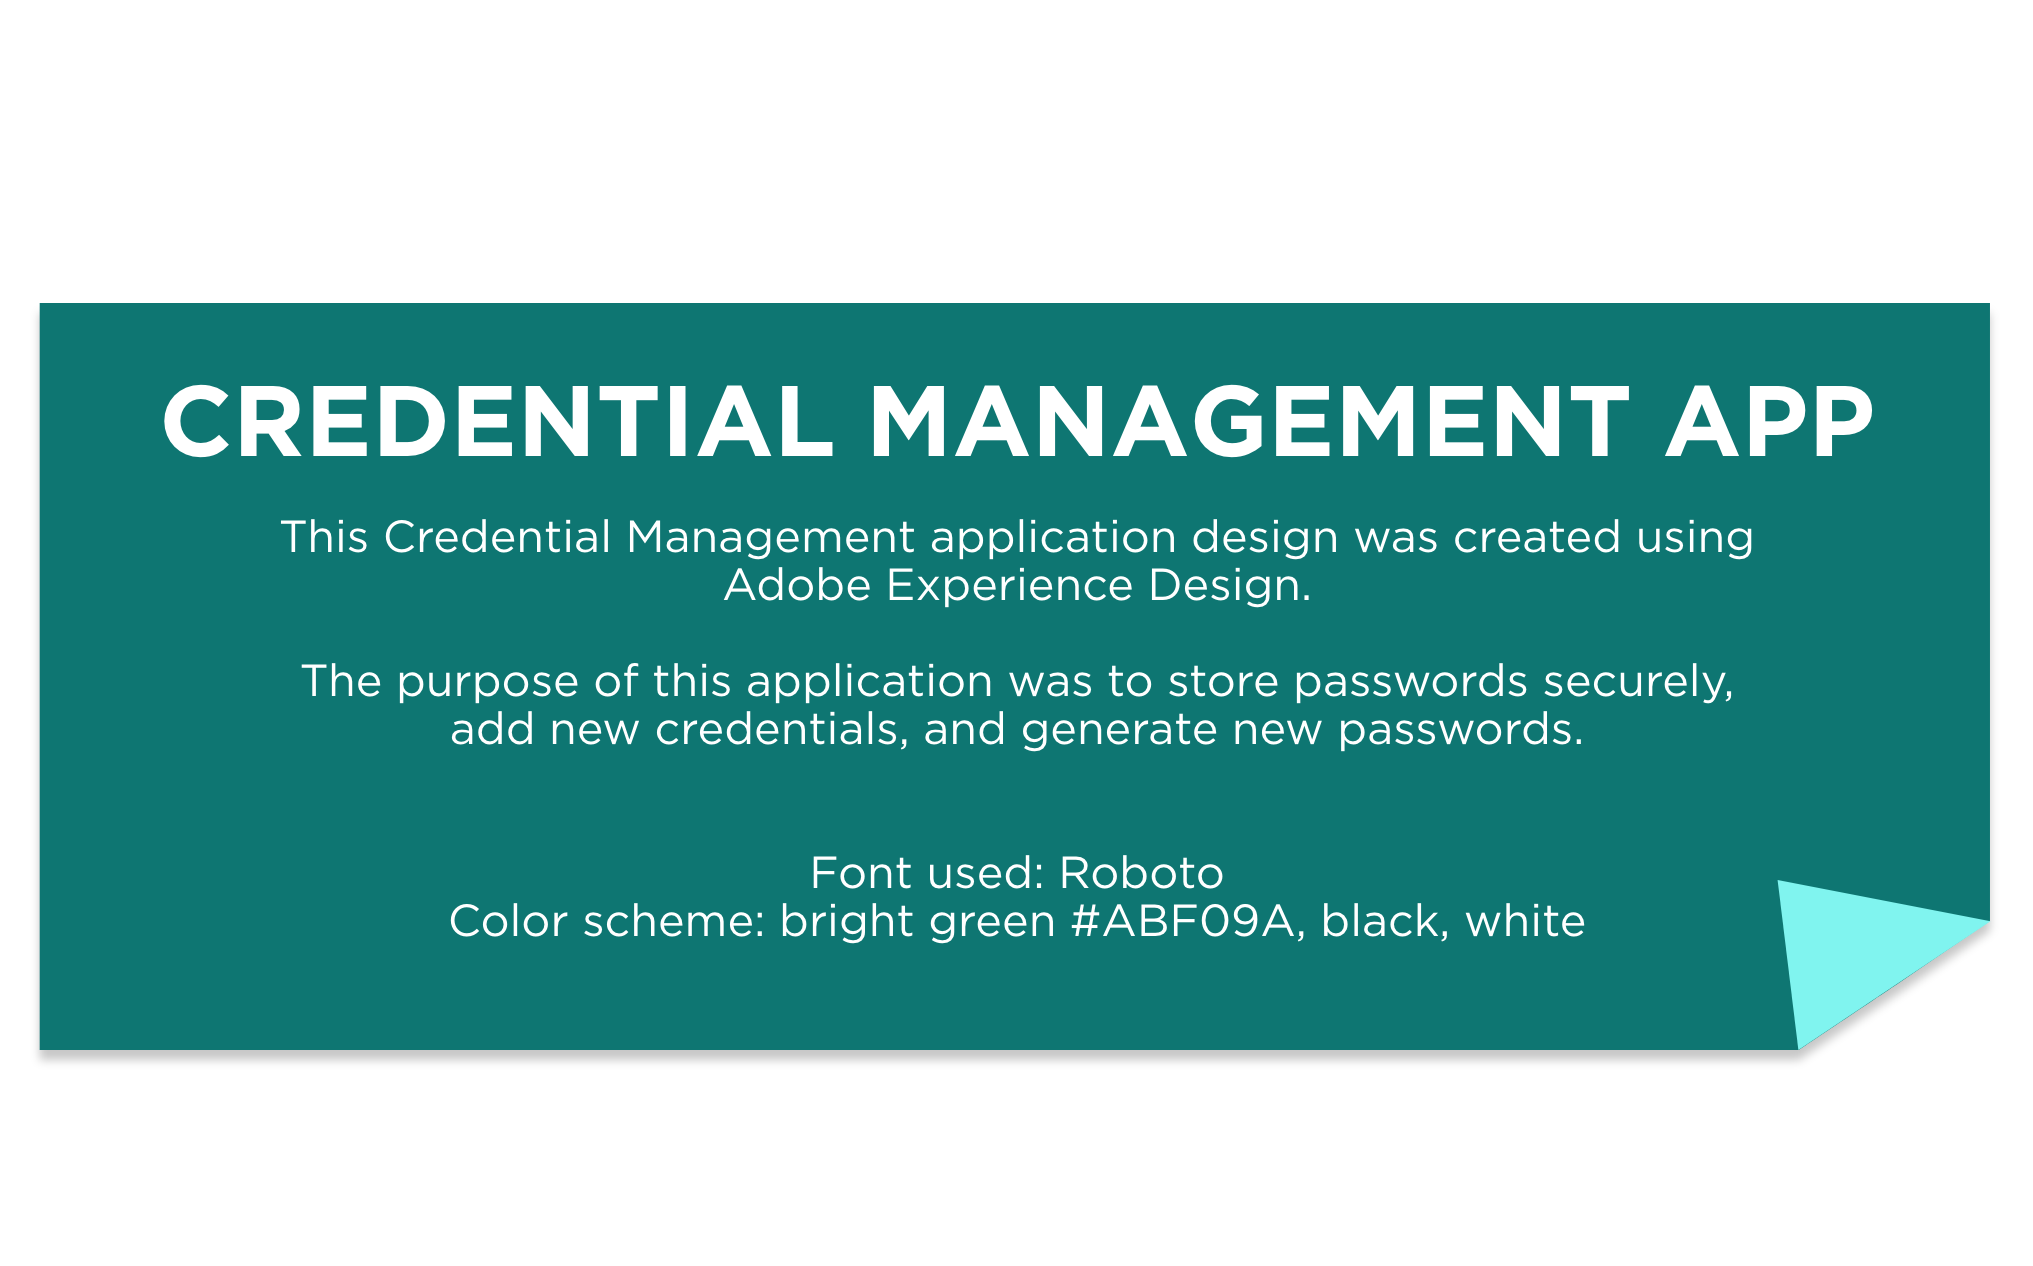 CREDENTIAL MANAGEMENT APP
This Credential Management application design was created using
Adobe Experience Design.
The purpose of this application was to store passwords securely,
add new credentials, and generate new passwords.
Font used: Roboto
Color scheme: bright green #ABF09A, black, white